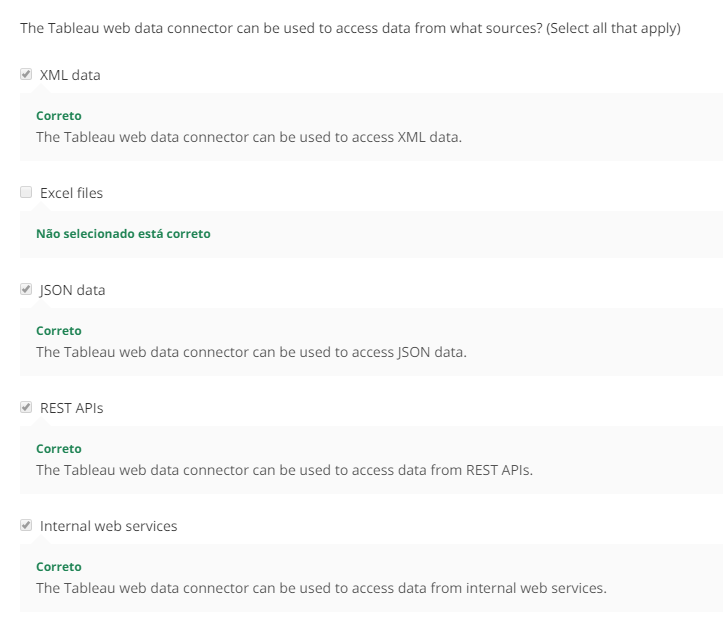 The Tableau web data connector can be used to access data from what sources? (Select all that apply)
XML data
Correto
The Tableau web data connector can be used to access XML data.
Excel files
Não selecionado está correto
JSON data
Correto
The Tableau web data connector can be used to access JSON data.
REST APIs
Correto
The Tableau web data connector can be used to access data from REST APIs.
Internal web services
Correto
The Tableau web data connector can be used to access data from internal web services.